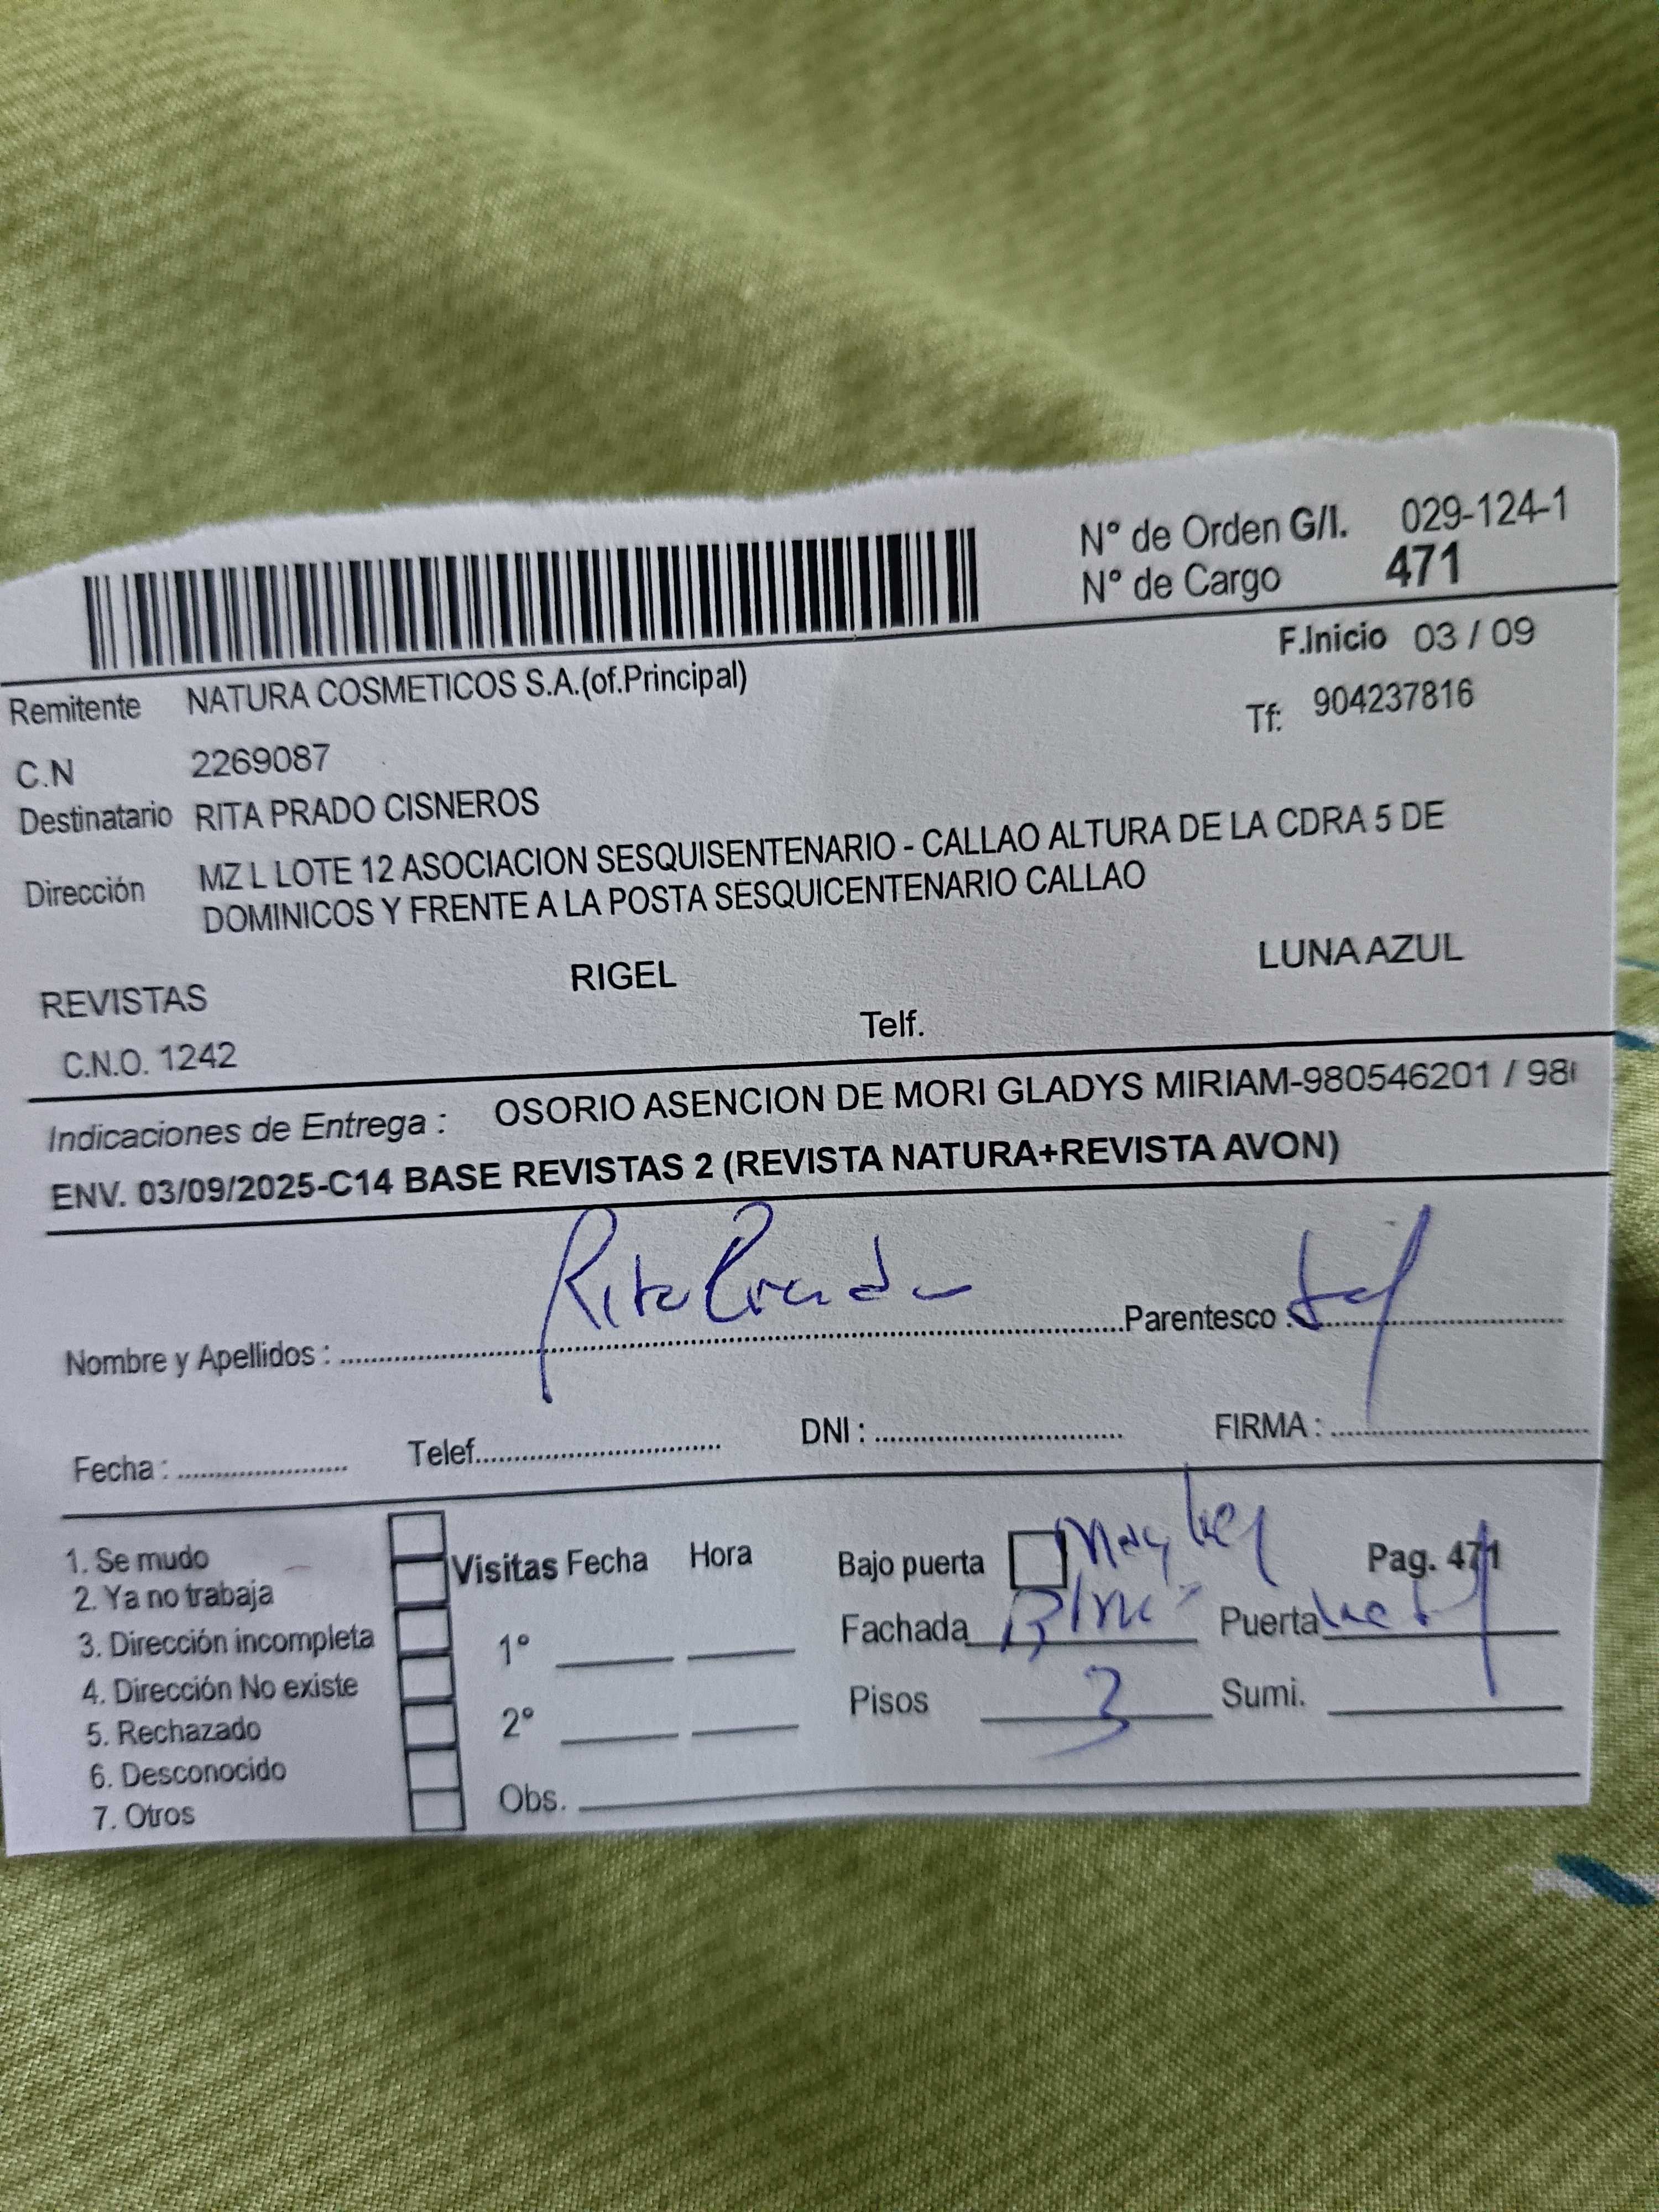 N° de Orden G/I. 029-124-1
N° de Cargo 471
F.Inicio 03 / 09
Remitente NATURA COSMETICOS S.A.(of.Principal)
Tf: 904237816
C.N 2269087
Destinatario RITA PRADO CISNEROS
Dirección MZ L LOTE 12 ASOCIACION SESQUISENTENARIO - CALLAO ALTURA DE LA CDRA 5 DE
DOMINICOS Y FRENTE A LA POSTA SESQUICENTENARIO CALLAO
REVISTAS RIGEL LUNA AZUL
C.N.O. 1242 Telf.
Indicaciones de Entrega : OSORIO ASENCION DE MORI GLADYS MIRIAM-980546201 / 98
ENV. 03/09/2025-C14 BASE REVISTAS 2 (REVISTA NATURA+REVISTA AVON)
Nombre y Apellidos : Rita Prado Parentesco :
Fecha : Telef. DNI : FIRMA :
1. Se mudo
2. Ya no trabaja
3. Dirección incompleta
4. Dirección No existe
5. Rechazado
6. Desconocido
7. Otros
Visitas Fecha Hora
1°
2°
Obs.
Bajo puerta Pag. 471
Fachada Puerta
Pisos 3 Sumi.